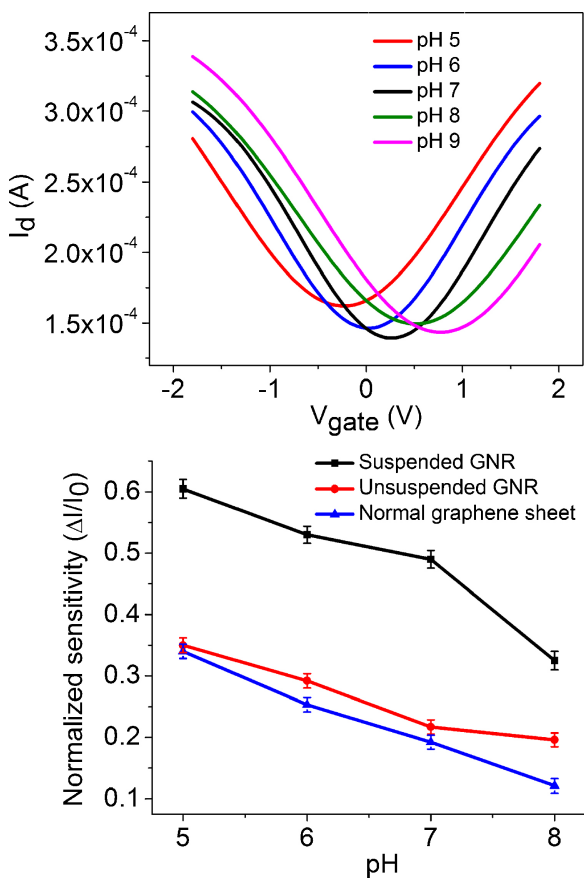 3.5x10⁻⁴
3.0x10⁻⁴
2.5x10⁻⁴
2.0x10⁻⁴
1.5x10⁻⁴
I_d (A)
pH 5
pH 6
pH 7
pH 8
pH 9
-2 -1 0 1 2
V_gate (V)
Suspended GNR
Unsuspended GNR
Normal graphene sheet
0.6
0.5
0.4
0.3
0.2
0.1
Normalized sensitivity (ΔI/I₀)
5 6 7 8
pH